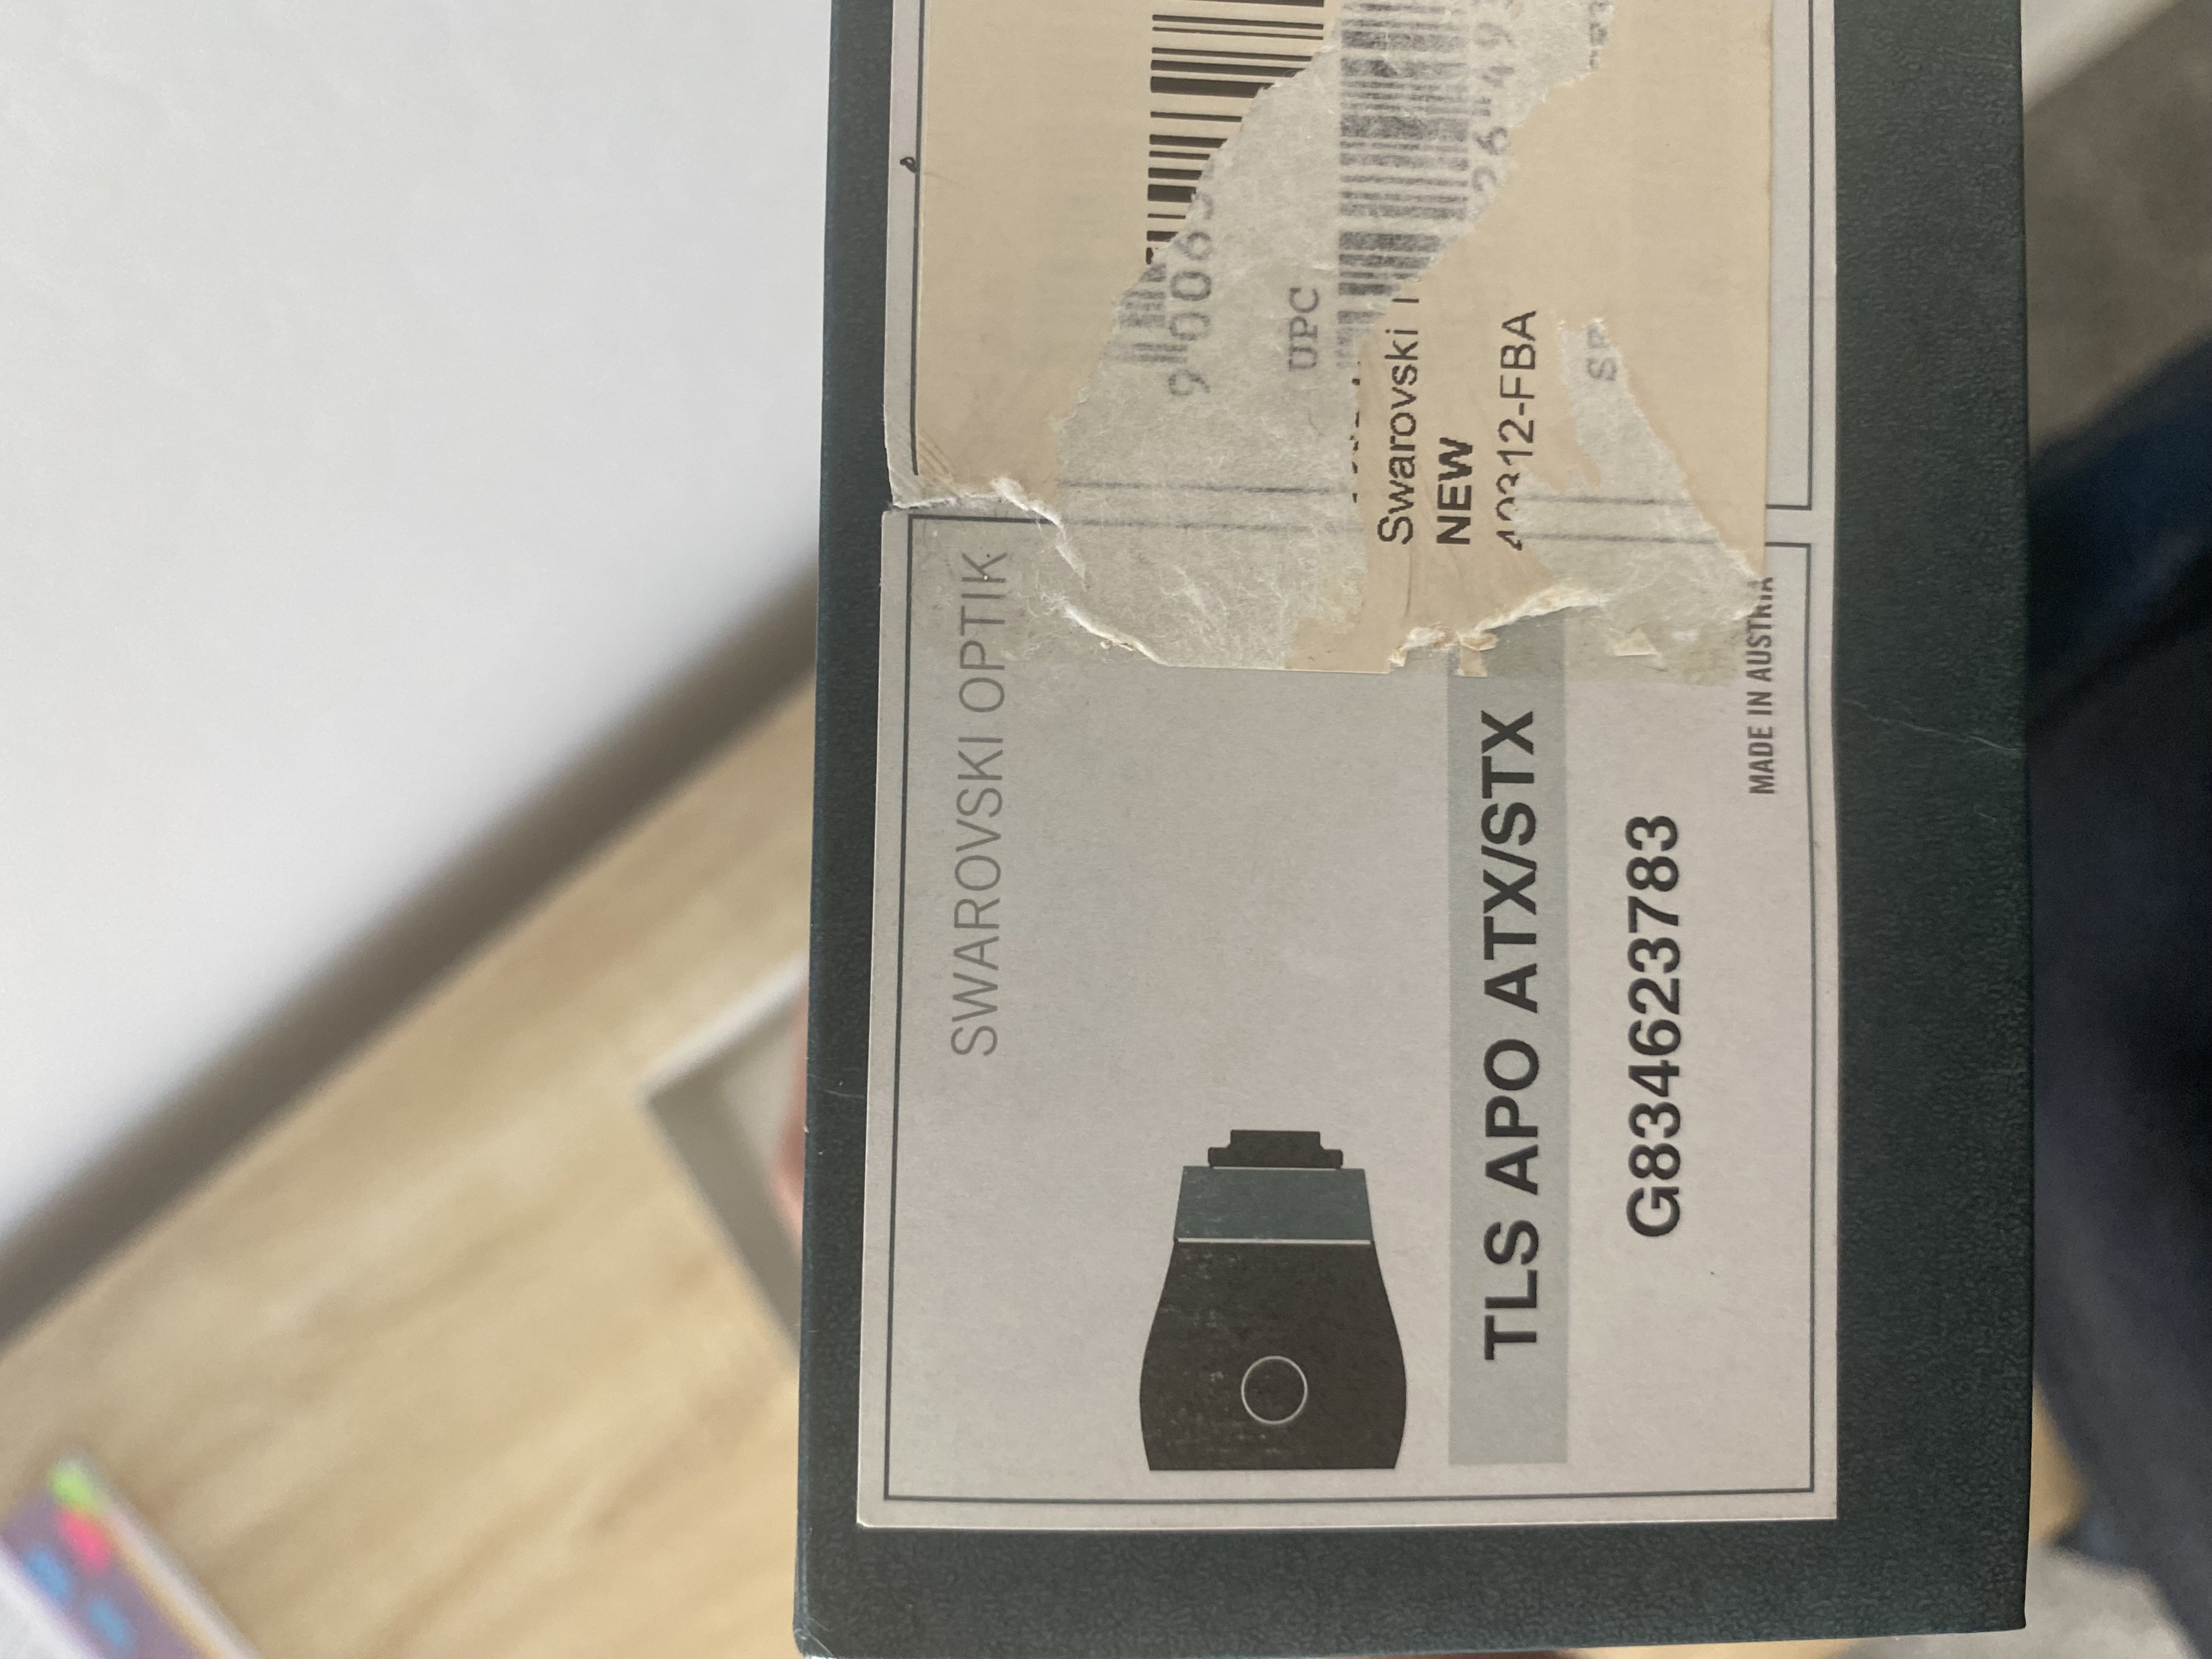 SWAROVSKI OPTIK
TLS APO ATX/STX
G834623783
MADE IN AUSTRIA
UPC
Swarovski
NEW